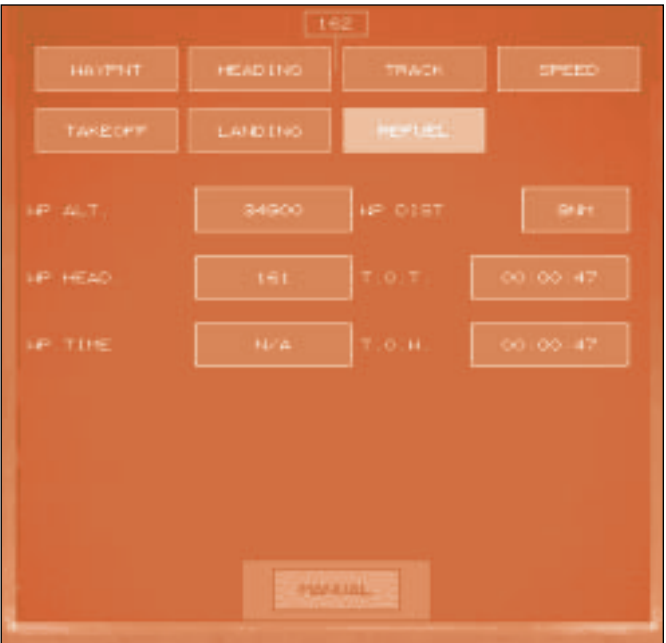 162
WAYPNT HEADING TRACK SPEED
TAKEOFF LANDING REFUEL
WP ALT. 34900 WP DIST 9NM
WP HEAD 161 T.O.T. 00:00:47
WP TIME N/A T.O.W. 00:00:47
MANUAL